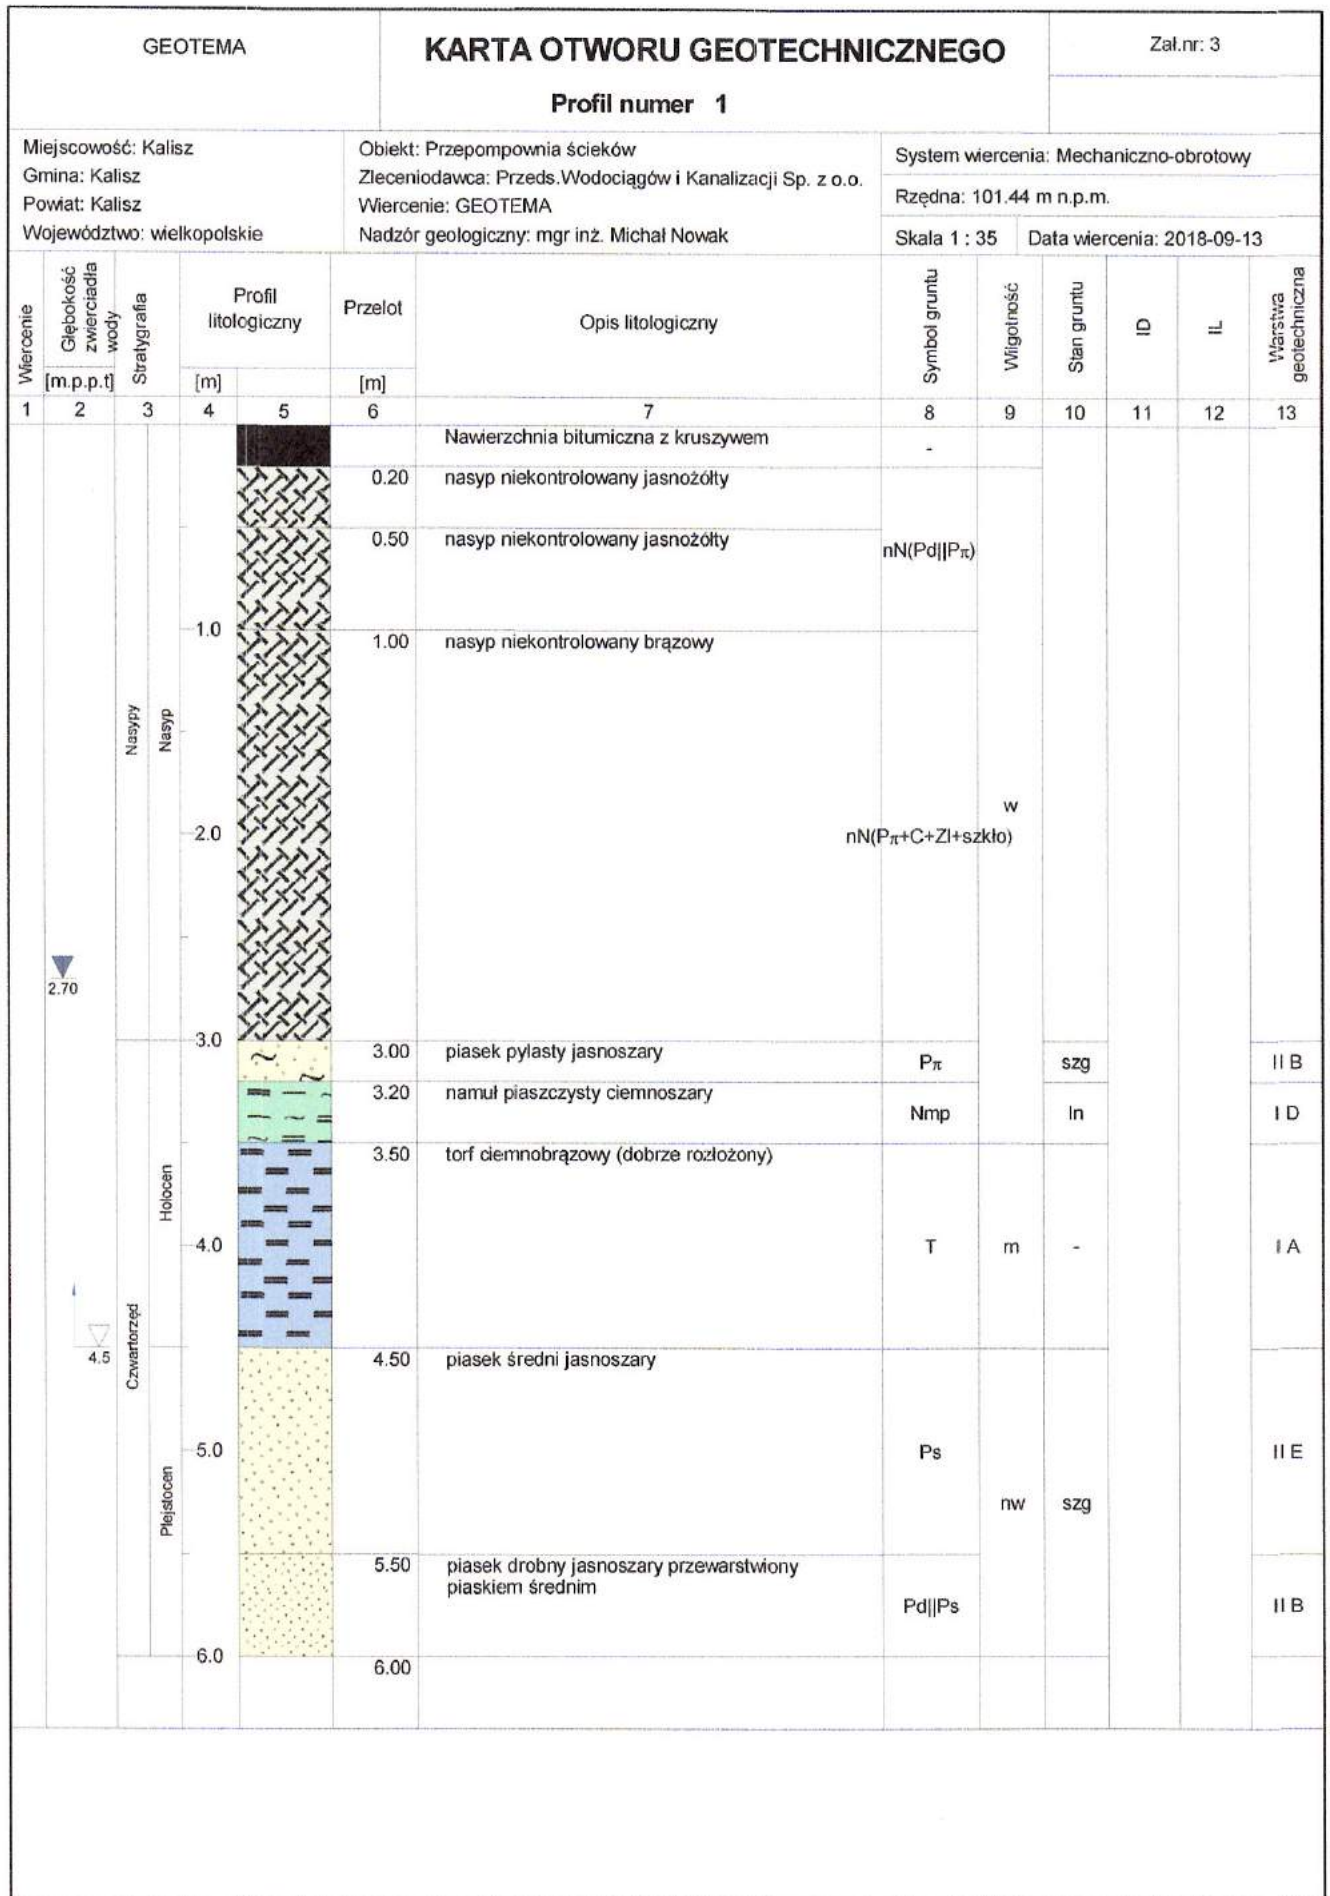 GEOTEMA
KARTA OTWORU GEOTECHNICZNEGO
Profil numer 1
Zał.nr: 3
Miejscowość: Kalisz
Gmina: Kalisz
Powiat: Kalisz
Województwo: wielkopolskie
Obiekt: Przepompownia ścieków
Zleceniodawca: Przeds.Wodociągów i Kanalizacji Sp. z o.o.
Wiercenie: GEOTEMA
Nadzór geologiczny: mgr inż. Michał Nowak
System wiercenia: Mechaniczno-obrotowy
Rzędna: 101.44 m n.p.m.
Skala 1 : 35 Data wiercenia: 2018-09-13
Wiercenie
Głębokość
zwierciadła
wody
[m.p.p.t]
Stratygrafia
Profil
litologiczny
[m]
Przelot
[m]
Opis litologiczny
Symbol gruntu
Wilgotność
Stan gruntu
ID
IL
Warstwa
geotechniczna
1 2 3 4 5 6 7 8 9 10 11 12 13
Nawierzchnia bitumiczna z kruszywem -
0.20 nasyp niekontrolowany jasnożółty
0.50 nasyp niekontrolowany jasnożółty
nN(Pd||Pπ)
1.0
1.00 nasyp niekontrolowany brązowy
Nasypy
Nasyp
w
2.0
nN(Pπ+C+Zl+szkło)
2.70
3.0
3.00 piasek pylasty jasnoszary Pπ szg II B
3.20 namuł piaszczysty ciemnoszary
Nmp ln I D
3.50 torf ciemnobrązowy (dobrze rozłożony)
Holocen
4.0 T m - I A
Czwartorzęd
4.5
4.50 piasek średni jasnoszary
5.0 Ps II E
Plejstocen
nw szg
5.50 piasek drobny jasnoszary przewarstwiony
piaskiem średnim
Pd||Ps II B
6.0
6.00